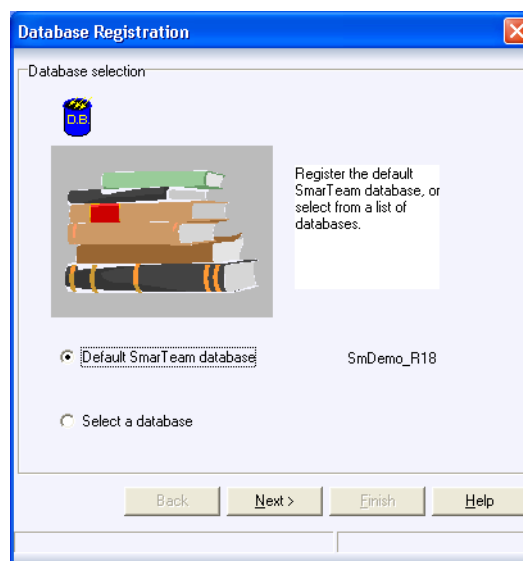 Database Registration
Database selection
D.B.
Register the default
SmarTeam database, or
select from a list of
databases.
Default SmarTeam database
SmDemo_R18
Select a database
Back
Next >
Finish
Help